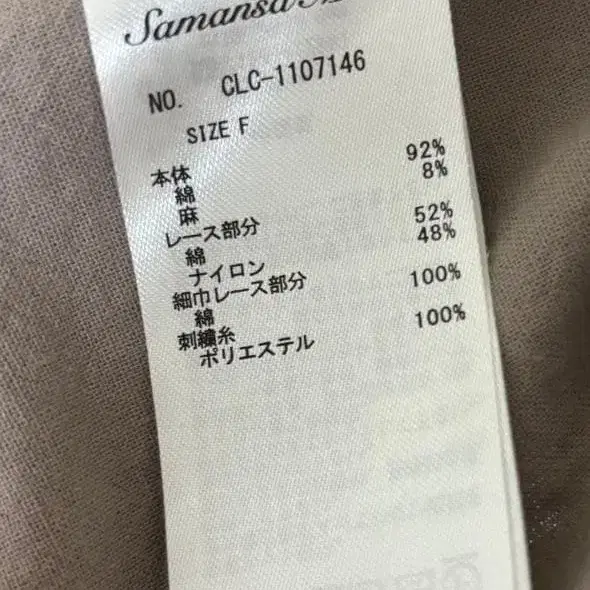 Samansa
NO. CLC-1107146
SIZE F
本体
綿 92%
麻 8%
レース部分
綿 52%
ナイロン 48%
細巾レース部分
綿 100%
刺繍糸
ポリエステル 100%